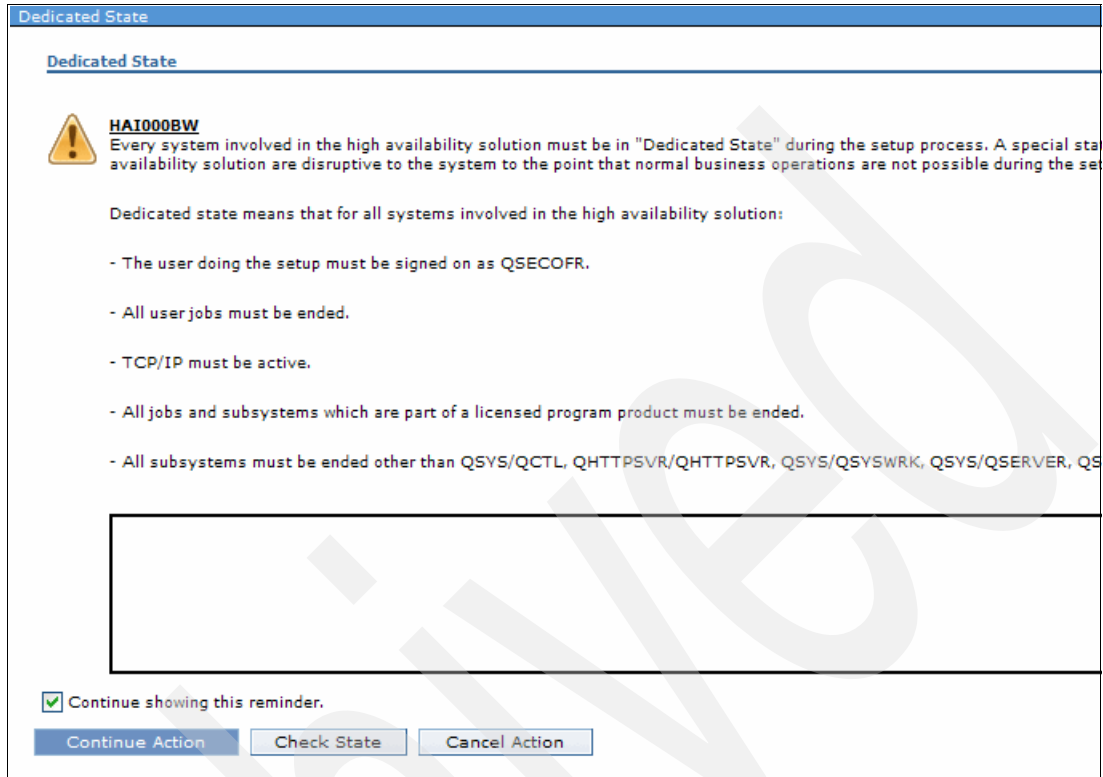 Dedicated State
Dedicated State
HAI000BW
Every system involved in the high availability solution must be in "Dedicated State" during the setup process. A special
availability solution are disruptive to the system to the point that normal business operations are not possible during the
Dedicated state means that for all systems involved in the high availability solution:
- The user doing the setup must be signed on as QSECOFR.
- All user jobs must be ended.
- TCP/IP must be active.
- All jobs and subsystems which are part of a licensed program product must be ended.
- All subsystems must be ended other than QSYS/QCTL, QHTTPSVR/QHTTPSVR, QSYS/QSYSWRK, QSYS/QSERVER,
Continue showing this reminder.
Continue Action Check State Cancel Action